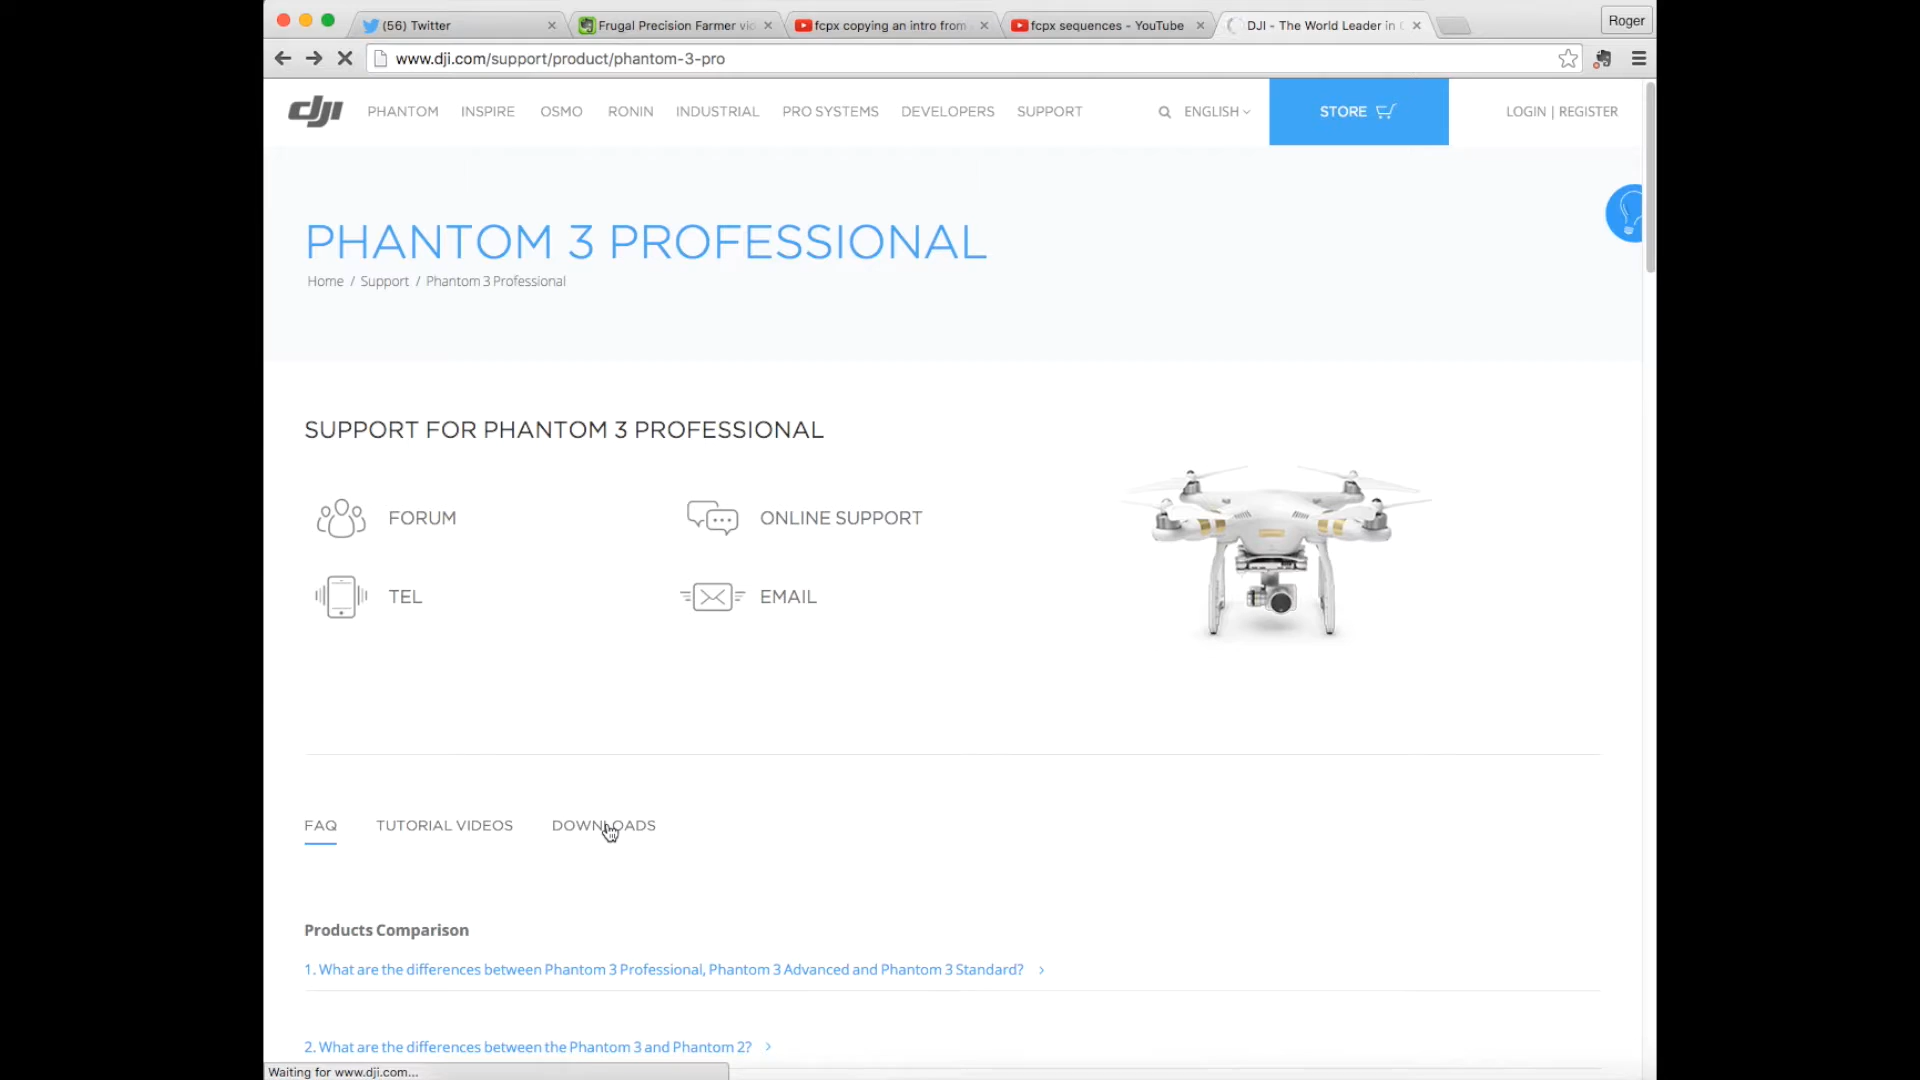 (56) Twitter
Frugal Precision Farmer vi
fcpx copying an intro from
fcpx sequences - YouTube
DJI - The World Leader in
Roger
www.dji.com/support/product/phantom-3-pro
dji
PHANTOM INSPIRE OSMO RONIN INDUSTRIAL PRO SYSTEMS DEVELOPERS SUPPORT ENGLISH STORE LOGIN | REGISTER
PHANTOM 3 PROFESSIONAL
Home / Support / Phantom 3 Professional
SUPPORT FOR PHANTOM 3 PROFESSIONAL
FORUM ONLINE SUPPORT
TEL EMAIL
FAQ TUTORIAL VIDEOS DOWNLOADS
Products Comparison
1. What are the differences between Phantom 3 Professional, Phantom 3 Advanced and Phantom 3 Standard? >
2. What are the differences between the Phantom 3 and Phantom 2? >
Waiting for www.dji.com...